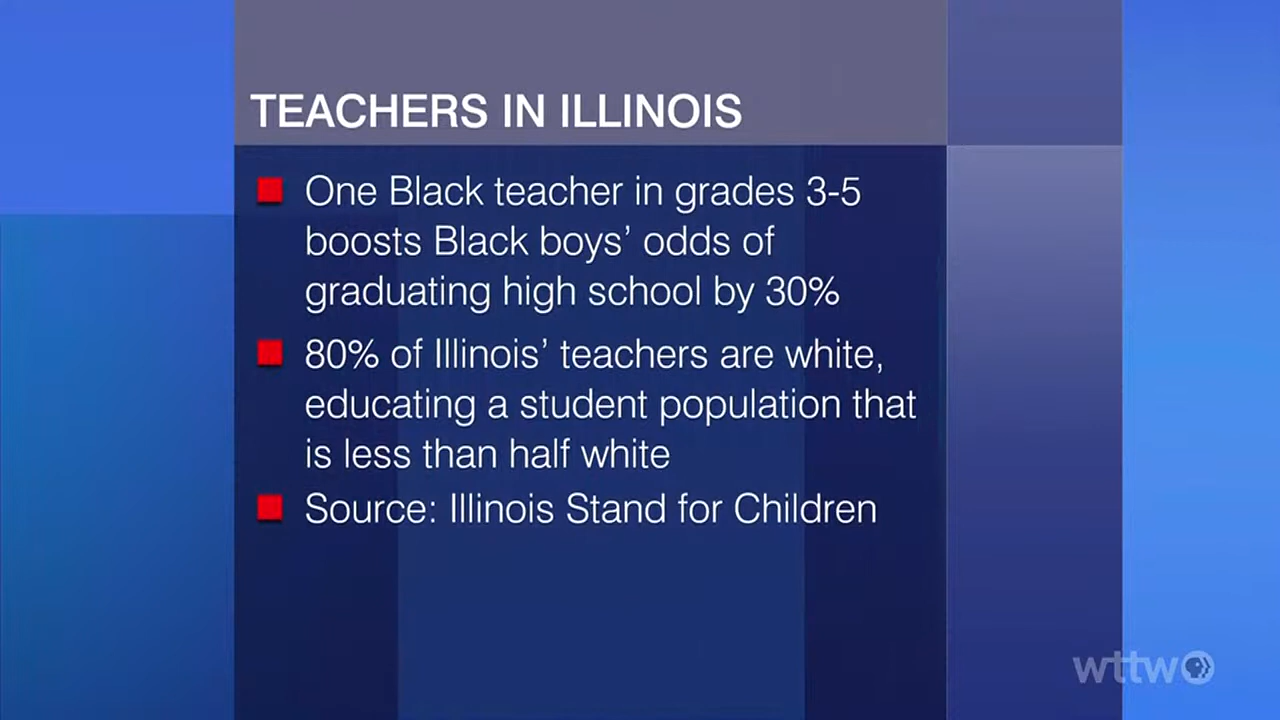 TEACHERS IN ILLINOIS
One Black teacher in grades 3-5
boosts Black boys’ odds of
graduating high school by 30%
80% of Illinois’ teachers are white,
educating a student population that
is less than half white
Source: Illinois Stand for Children
wttw